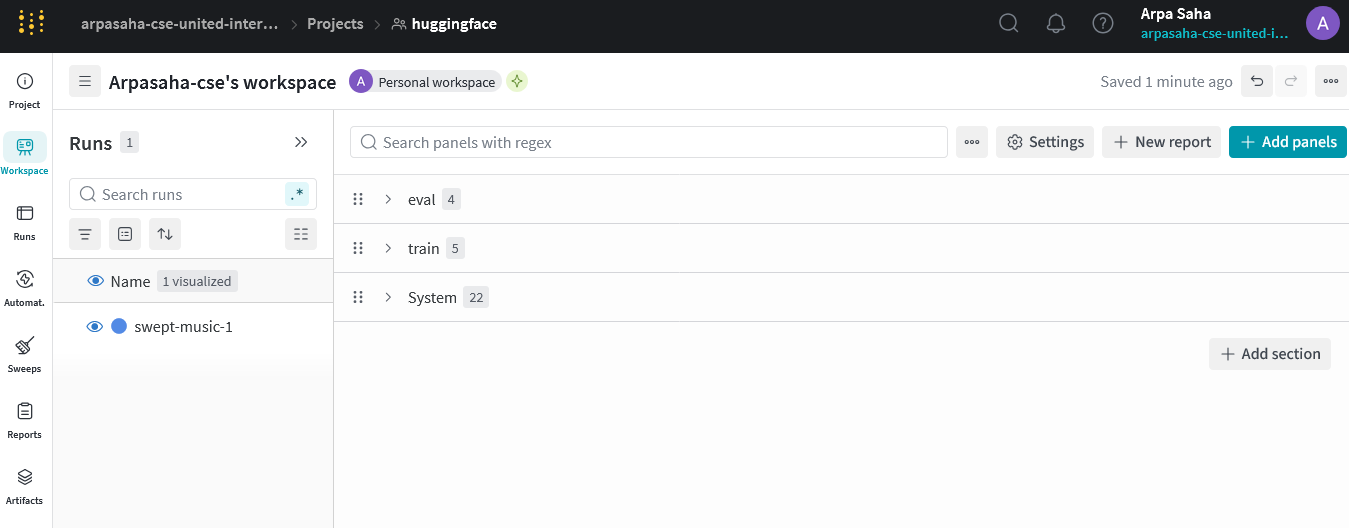 arpasaha-cse-united-inter... > Projects > huggingface
Arpa Saha
arpasaha-cse-united-i...
A
Project
Workspace
Runs
Automat.
Sweeps
Reports
Artifacts
Arpasaha-cse's workspace
A Personal workspace
Saved 1 minute ago
Runs 1
Search runs
.*
Name 1 visualized
swept-music-1
Search panels with regex
Settings
New report
Add panels
eval 4
train 5
System 22
Add section